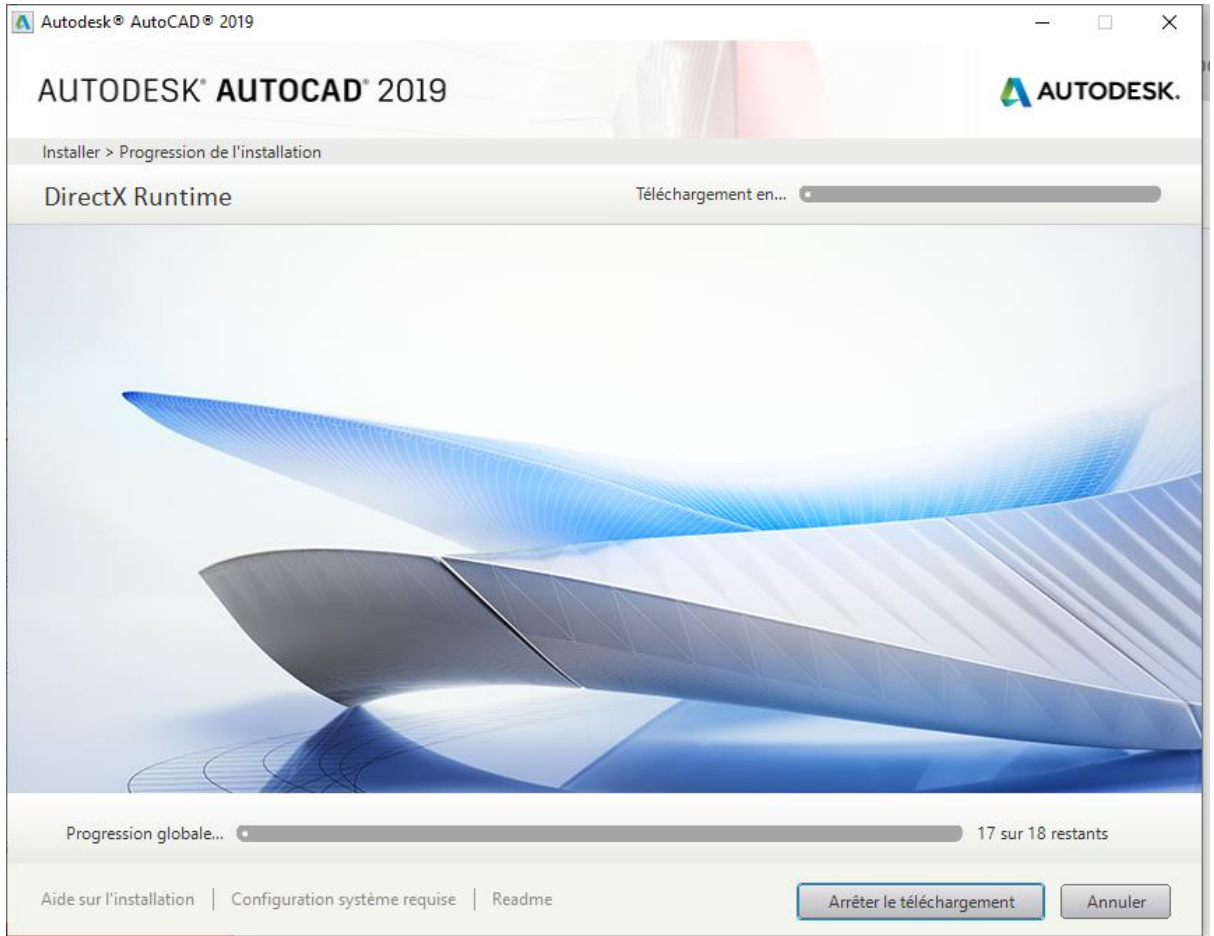 Autodesk® AutoCAD® 2019
AUTODESK® AUTOCAD® 2019
AUTODESK.
Installer > Progression de l'installation
DirectX Runtime
Téléchargement en...
Progression globale...
17 sur 18 restants
Aide sur l'installation | Configuration système requise | Readme
Arrêter le téléchargement
Annuler